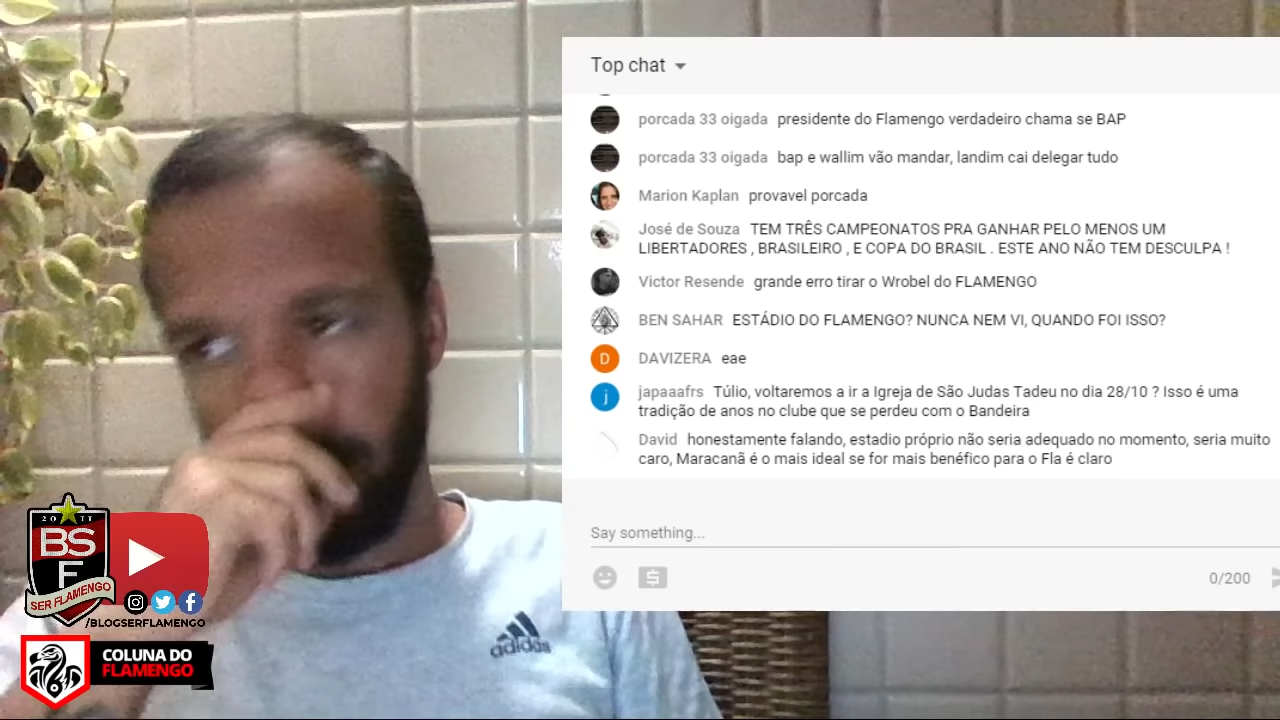 Top chat
porcada 33 oigada presidente do Flamengo verdadeiro chama se BAP
porcada 33 oigada bap e wallim vão mandar, landim cai delegar tudo
Marion Kaplan provavel porcada
José de Souza TEM TRÊS CAMPEONATOS PRA GANHAR PELO MENOS UM
LIBERTADORES , BRASILEIRO , E COPA DO BRASIL . ESTE ANO NÃO TEM DESCULPA !
Victor Resende grande erro tirar o Wrobel do FLAMENGO
BEN SAHAR ESTÁDIO DO FLAMENGO? NUNCA NEM VI, QUANDO FOI ISSO?
D
DAVIZERA eae
j
japaaafrs Túlio, voltaremos a ir a Igreja de São Judas Tadeu no dia 28/10 ? Isso é uma
tradição de anos no clube que se perdeu com o Bandeira
David honestamente falando, estadio próprio não seria adequado no momento, seria muito
caro, Maracanã é o mais ideal se for mais benéfico para o Fla é claro
Say something...
0/200
20 11
BS
F
SER FLAMENGO
/BLOGSERFLAMENGO
COLUNA DO
FLAMENGO
adidas